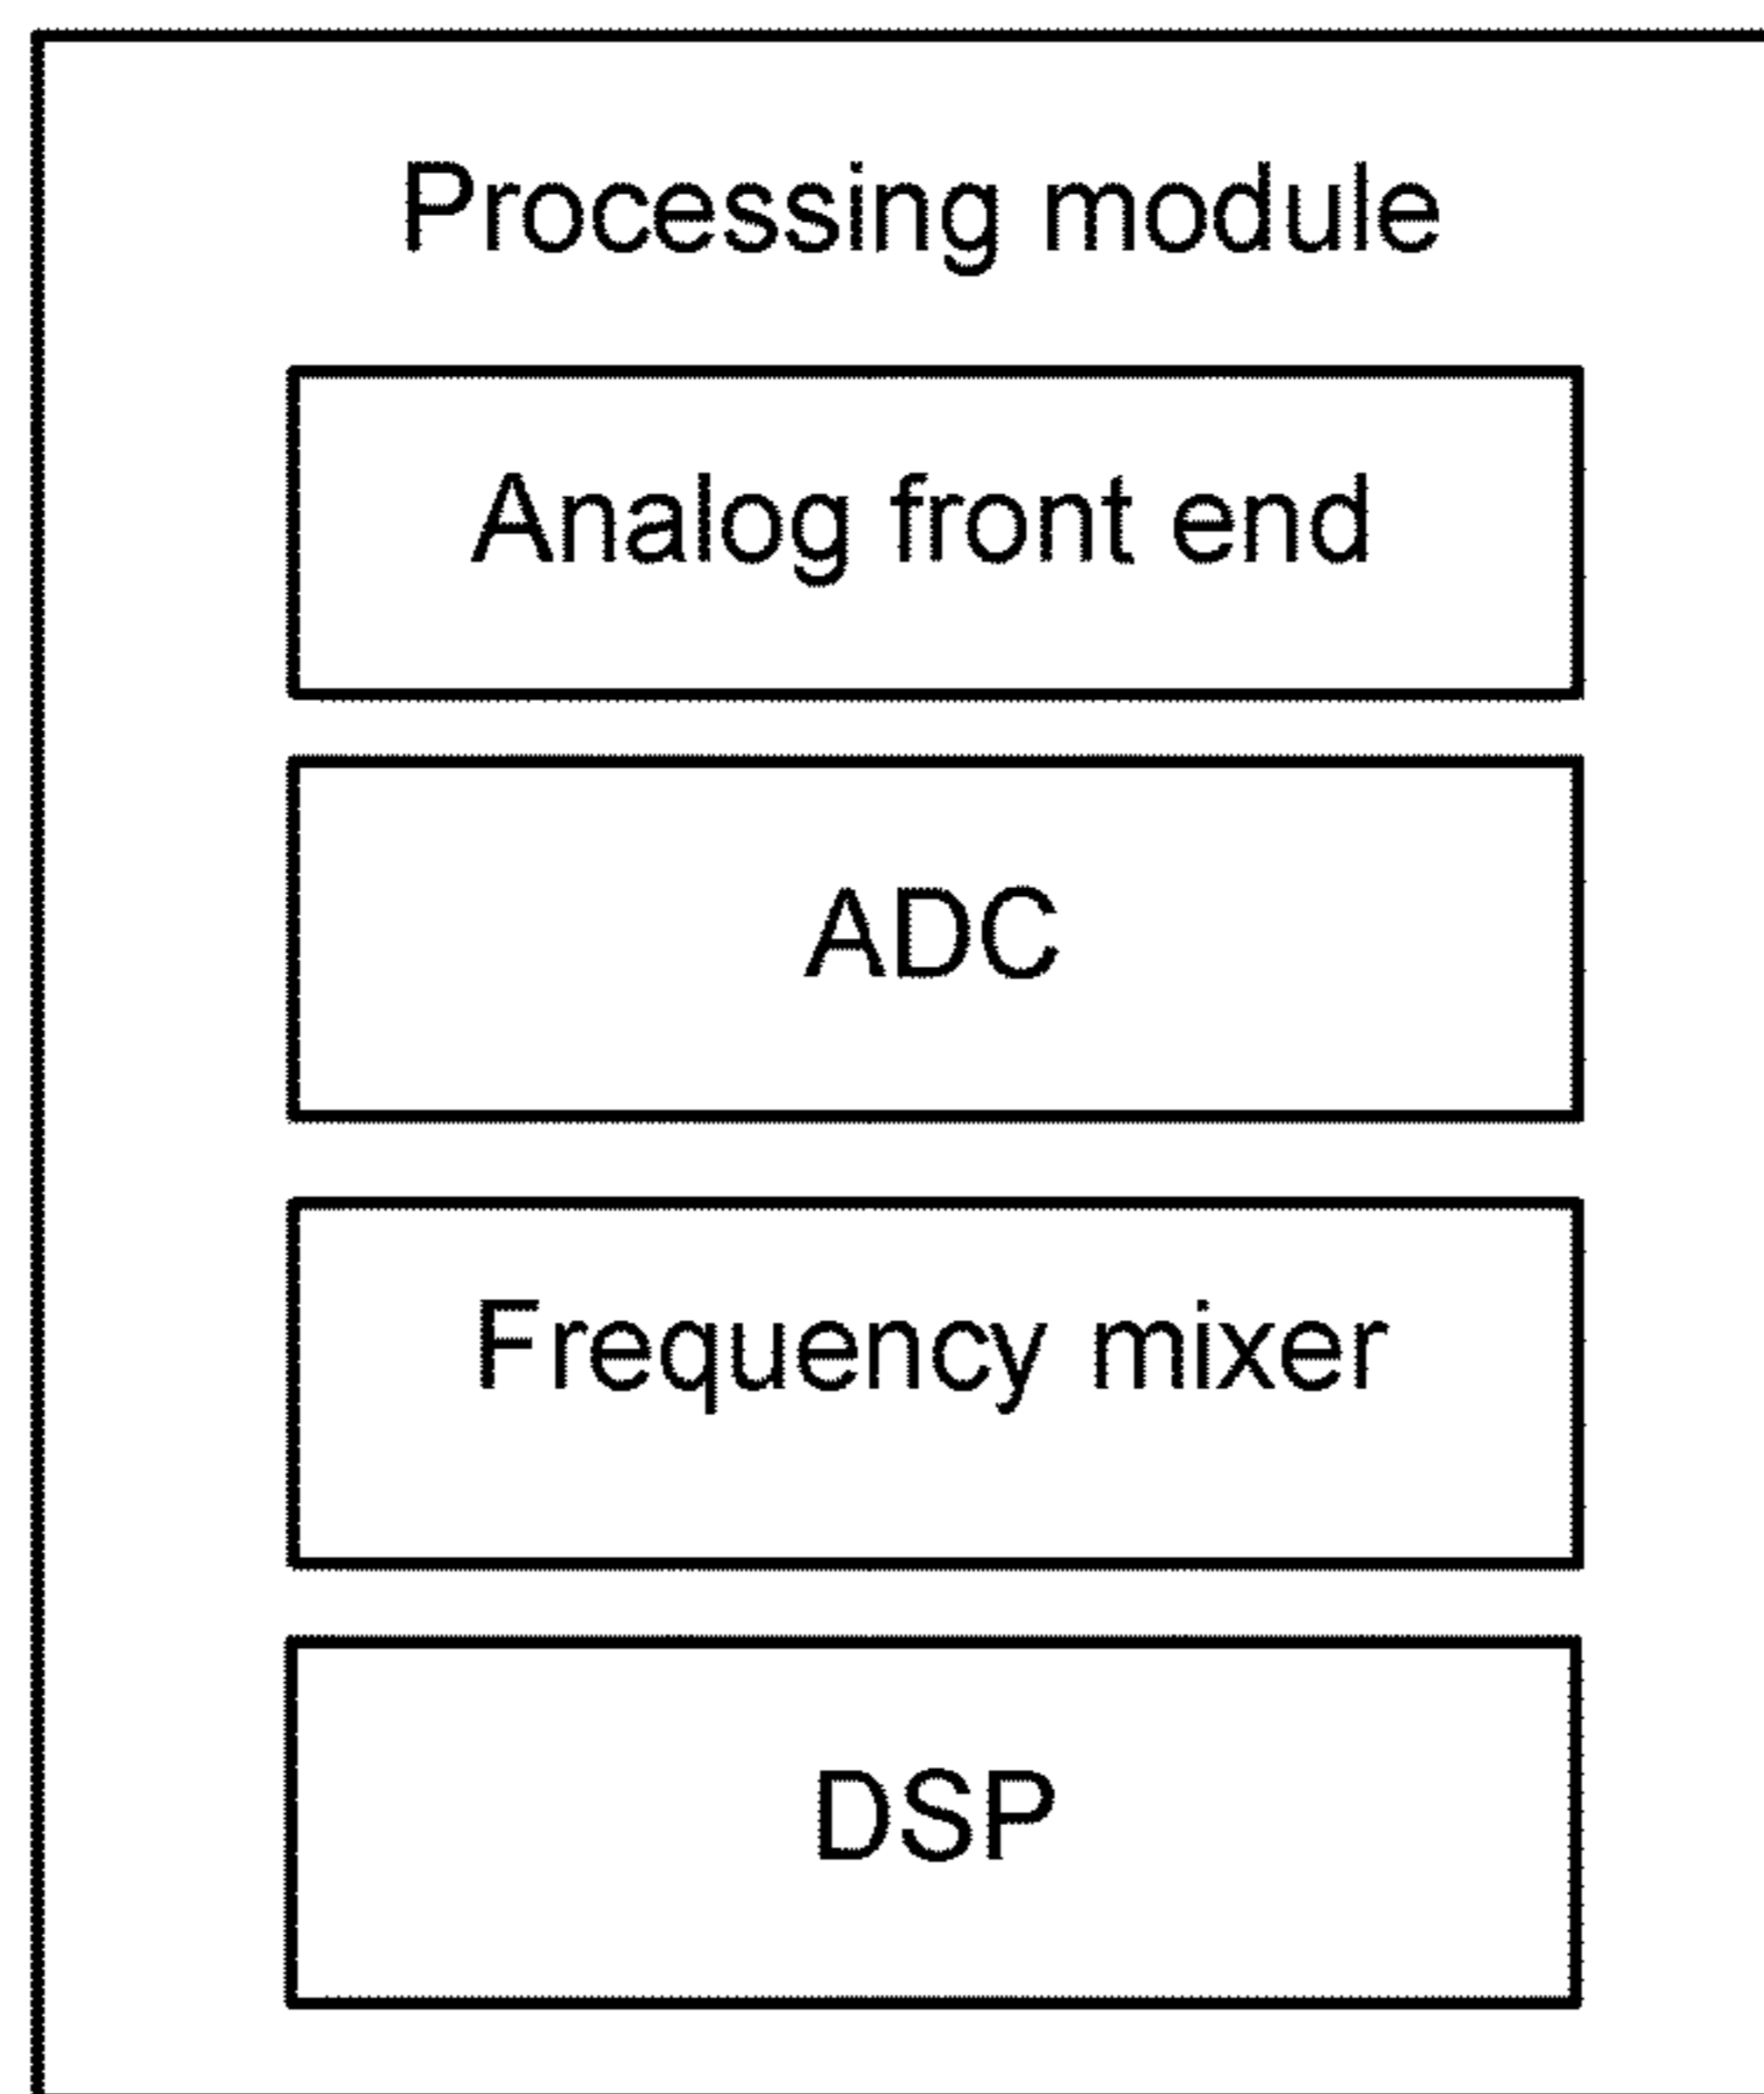 Processing module
Analog front end
ADC
Frequency mixer
DSP